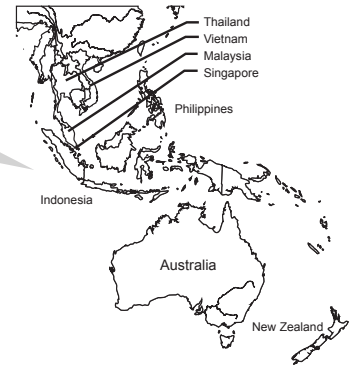 Thailand
Vietnam
Malaysia
Singapore
Philippines
Indonesia
Australia
New Zealand